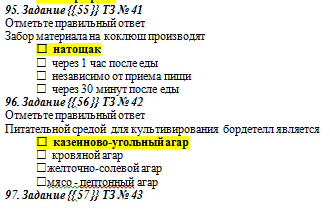 95. Задание {{ 55 }} ТЗ № 41
Отметьте правильный ответ
Забор материала на коклюш производят
☐ натощак
☐ через 1 час после еды
☐ независимо от приема пищи
☐ через 30 минут после еды
96. Задание {{ 56 }} ТЗ № 42
Отметьте правильный ответ
Питательной средой для культивирования бордетелл является
☐ казеиново-угольный агар
☐ кровяной агар
☐ желточно-солевой агар
☐ мясо - пептонный агар
97. Задание {{ 57 }} ТЗ № 43